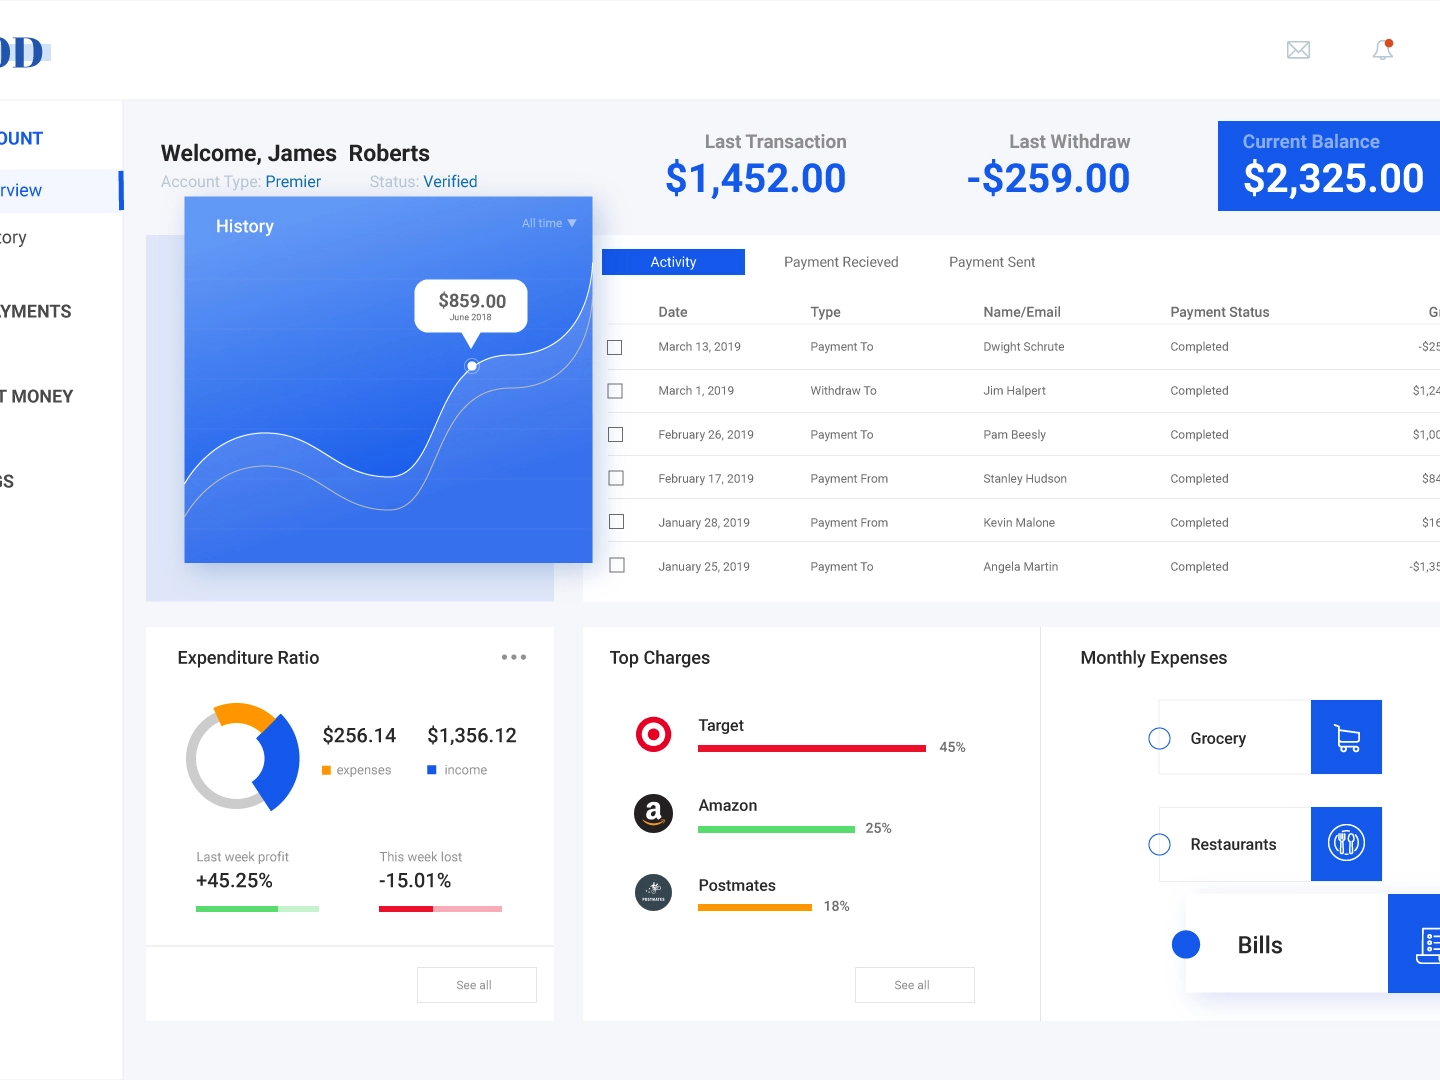 OD
OUNT
rview
tory
AYMENTS
T MONEY
GS
Welcome, James Roberts
Account Type: Premier Status: Verified
Last Transaction
$1,452.00
Last Withdraw
-$259.00
Current Balance
$2,325.00
History All time
$859.00
June 2018
Activity Payment Recieved Payment Sent
Date Type Name/Email Payment Status G
March 13, 2019 Payment To Dwight Schrute Completed -$25
March 1, 2019 Withdraw To Jim Halpert Completed $1,24
February 26, 2019 Payment To Pam Beesly Completed $1,00
February 17, 2019 Payment From Stanley Hudson Completed $84
January 28, 2019 Payment From Kevin Malone Completed $16
January 25, 2019 Payment To Angela Martin Completed -$1,35
Expenditure Ratio
$256.14 $1,356.12
expenses income
Last week profit This week lost
+45.25% -15.01%
See all
Top Charges
Target
45%
a
Amazon
25%
POSTMATES
Postmates
18%
See all
Monthly Expenses
Grocery
Restaurants
Bills